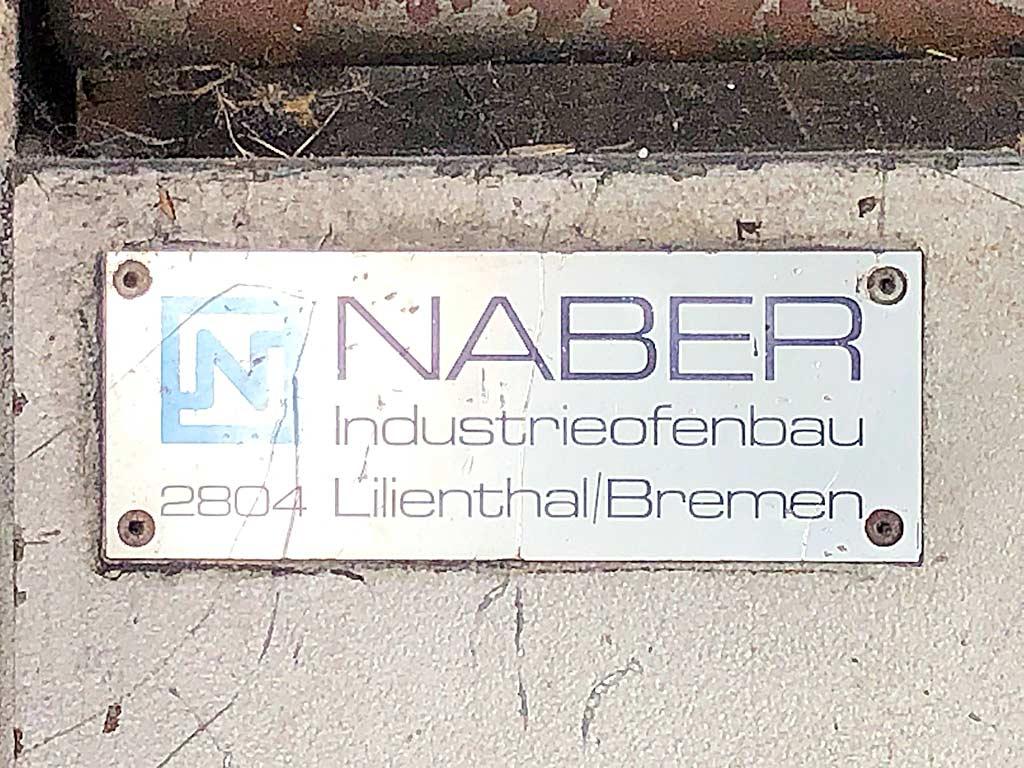 N NABER
Industrieofenbau
2804 Lilienthal/Bremen